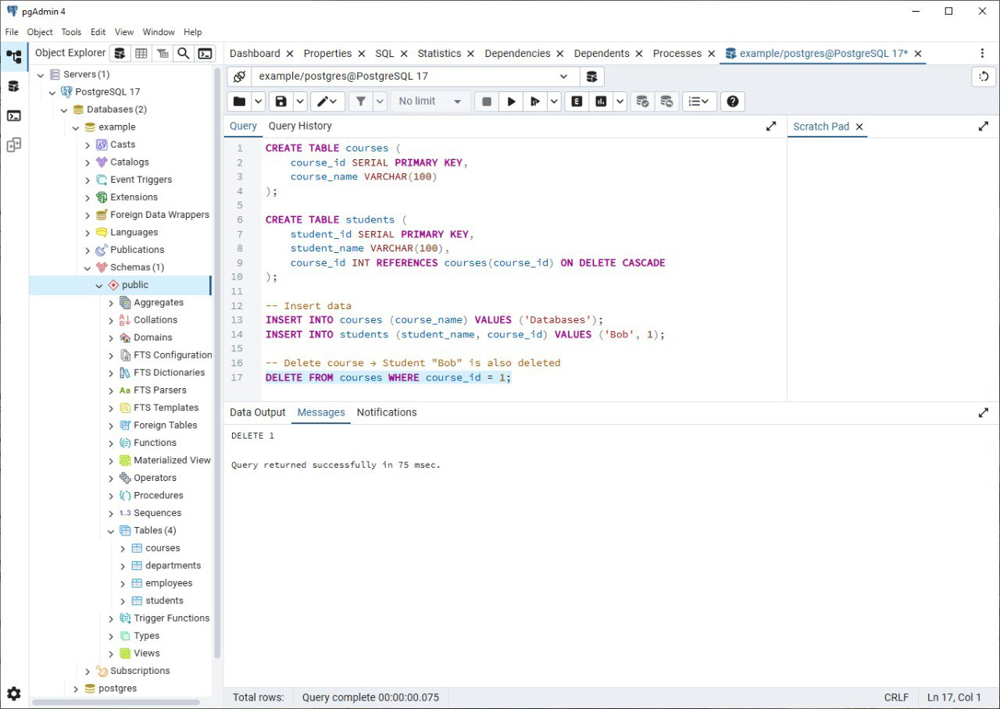 pgAdmin 4
File Object Tools Edit View Window Help
Object Explorer
Dashboard Properties SQL Statistics Dependencies Dependents Processes example/postgres@PostgreSQL 17*
Servers (1)
PostgreSQL 17
Databases (2)
example
Casts
Catalogs
Event Triggers
Extensions
Foreign Data Wrappers
Languages
Publications
Schemas (1)
public
Aggregates
Collations
Domains
FTS Configuration
FTS Dictionaries
Aa FTS Parsers
FTS Templates
Foreign Tables
Functions
Materialized View
Operators
Procedures
1..3 Sequences
Tables (4)
courses
departments
employees
students
Trigger Functions
Types
Views
Subscriptions
postgres
example/postgres@PostgreSQL 17
No limit
E
Query Query History
Scratch Pad
1 CREATE TABLE courses (
2 course_id SERIAL PRIMARY KEY,
3 course_name VARCHAR(100)
4 );
5
6 CREATE TABLE students (
7 student_id SERIAL PRIMARY KEY,
8 student_name VARCHAR(100),
9 course_id INT REFERENCES courses(course_id) ON DELETE CASCADE
10 );
11
12 -- Insert data
13 INSERT INTO courses (course_name) VALUES ('Databases');
14 INSERT INTO students (student_name, course_id) VALUES ('Bob', 1);
15
16 -- Delete course → Student "Bob" is also deleted
17 DELETE FROM courses WHERE course_id = 1;
Data Output Messages Notifications
DELETE 1
Query returned successfully in 75 msec.
Total rows: Query complete 00:00:00.075 CRLF Ln 17, Col 1